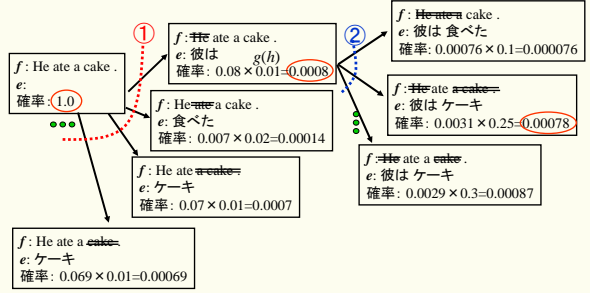 f : He ate a cake .
e:
確率: 1.0
①
f : He ate a cake .
e: 彼は
g(h)
確率: 0.08×0.01=0.0008
f : He ate a cake .
e: 食べた
確率: 0.007×0.02=0.00014
f : He ate a cake .
e: ケーキ
確率: 0.07×0.01=0.0007
f : He ate a cake .
e: ケーキ
確率: 0.069×0.01=0.00069
②
f : He ate a cake .
e: 彼は 食べた
確率: 0.00076×0.1=0.000076
f : He ate a cake .
e: 彼は ケーキ
確率: 0.0031×0.25=0.00078
f : He ate a cake .
e: 彼は ケーキ
確率: 0.0029×0.3=0.00087